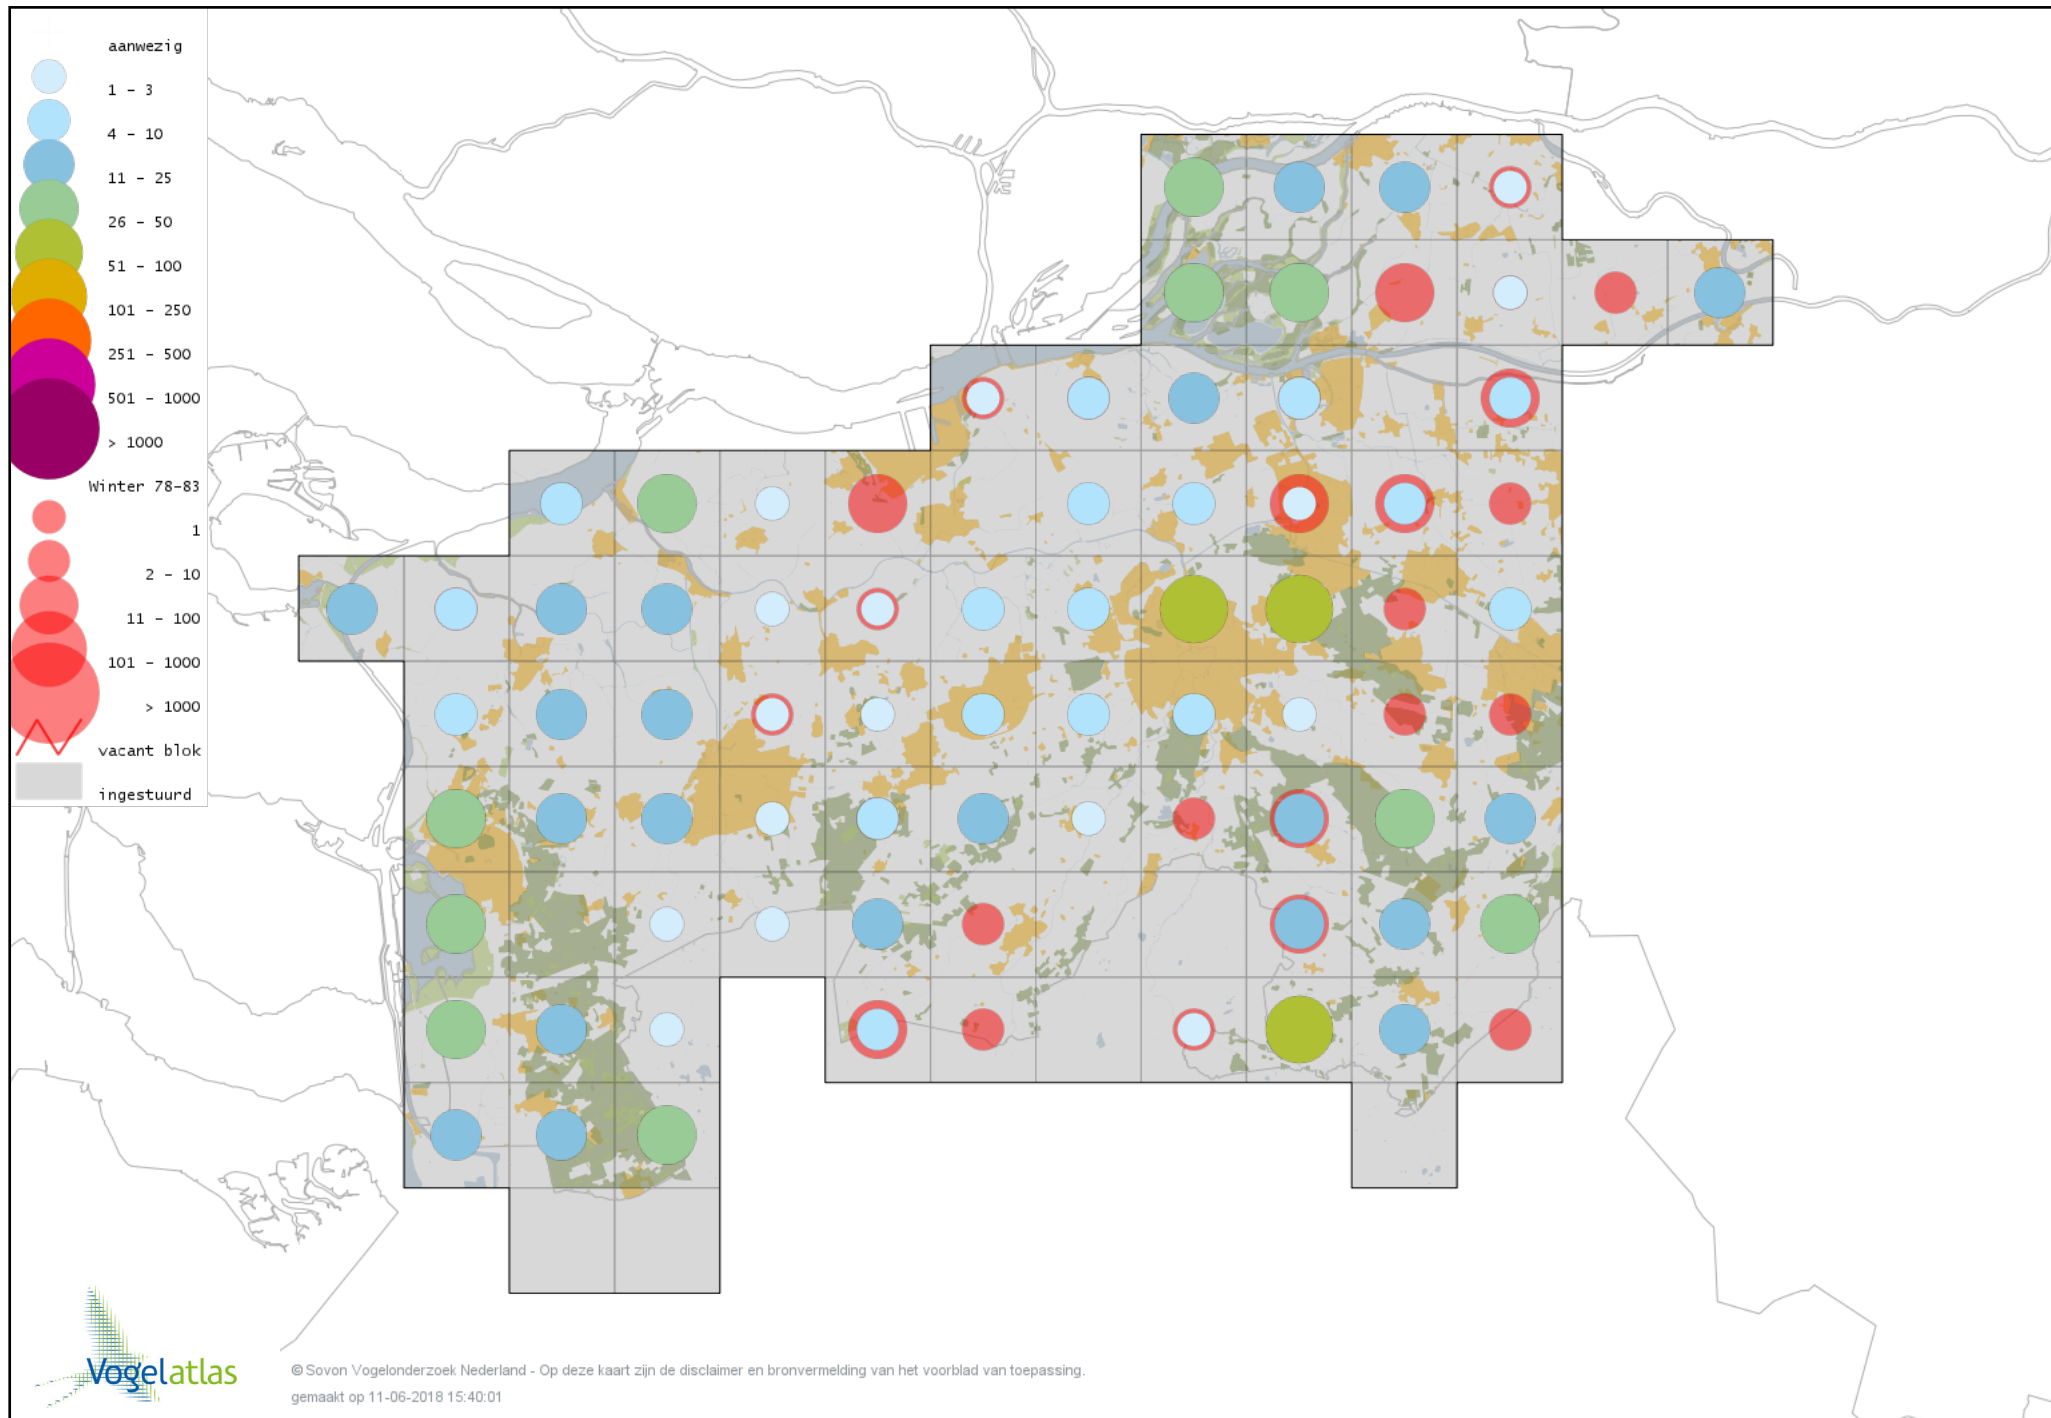 aanwezig
1 - 3
4 - 10
11 - 25
26 - 50
51 - 100
101 - 250
251 - 500
501 - 1000
> 1000
Winter 78-83
1
2 - 10
11 - 100
101 - 1000
> 1000
vacant blok
ingestuurd
Vogelatlas
© Sovon Vogelonderzoek Nederland - Op deze kaart zijn de disclaimer en bronvermelding van het voorblad van toepassing.
gemaakt op 11-06-2018 15:40:01